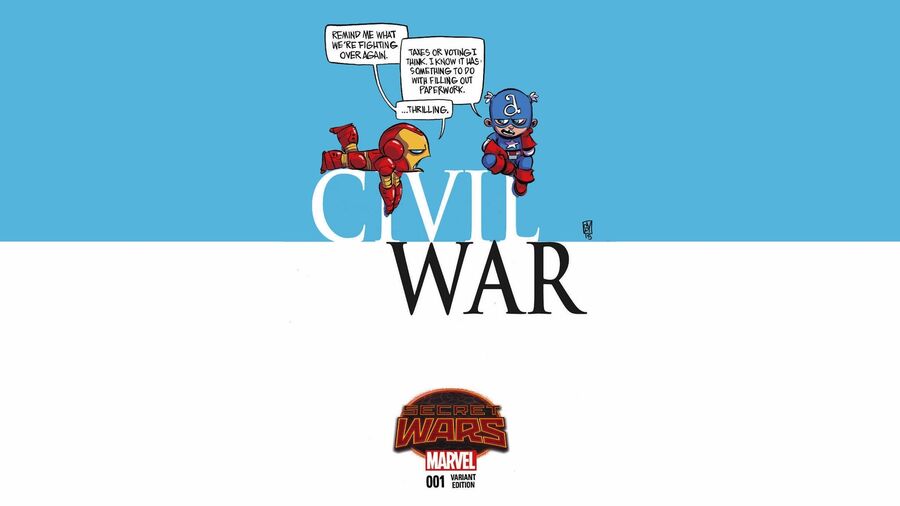 REMIND ME WHAT
WE'RE FIGHTING
OVER AGAIN.
TAXES OR VOTING I
THINK. I KNOW IT HAS
SOMETHING TO DO
WITH FILLING OUT
PAPERWORK.
...THRILLING.
a
CIVIL
WAR
SECRET
WARS
MARVEL
001 VARIANT
EDITION